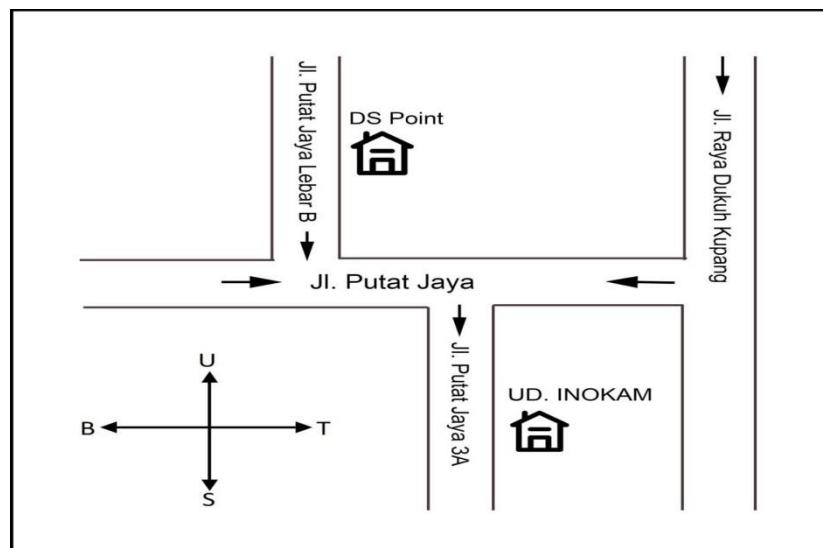 Jl. Putat Jaya Lebar B
DS Point
Jl. Raya Dukuh Kupang
Jl. Putat Jaya
Jl. Putat Jaya 3A
UD. INOKAM
U
B
T
S